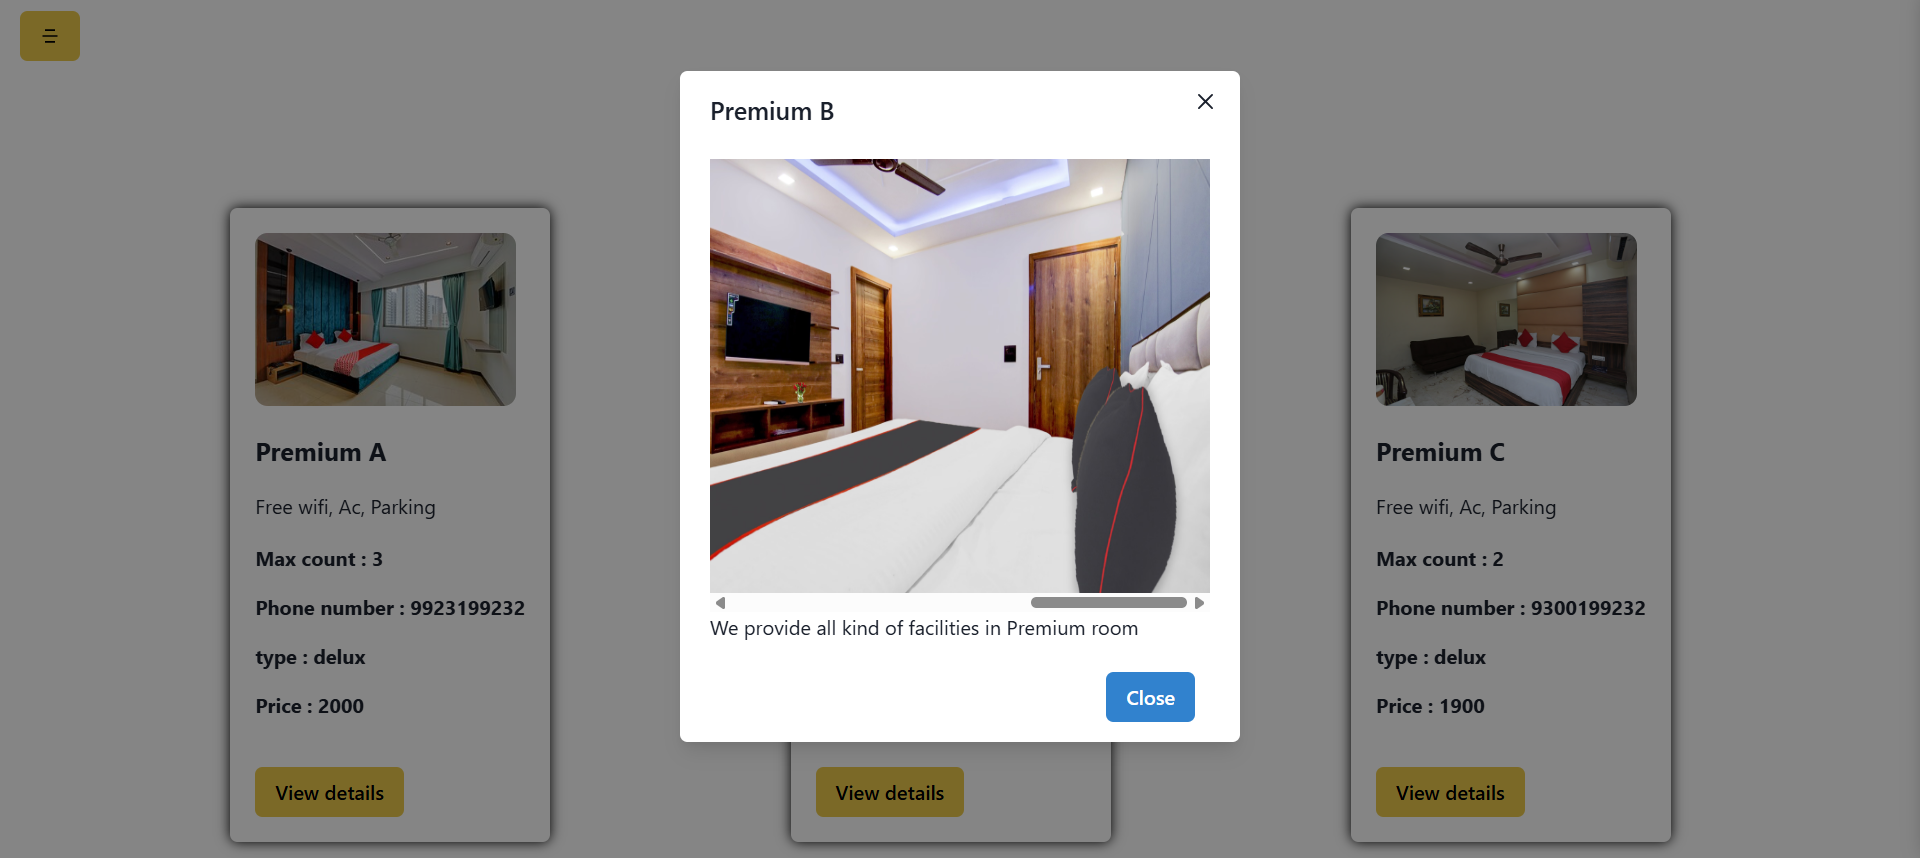 Premium B
We provide all kind of facilities in Premium room
Close
Premium A
Free wifi, Ac, Parking
Max count : 3
Phone number : 9923199232
type : delux
Price : 2000
View details
View details
Premium C
Free wifi, Ac, Parking
Max count : 2
Phone number : 9300199232
type : delux
Price : 1900
View details